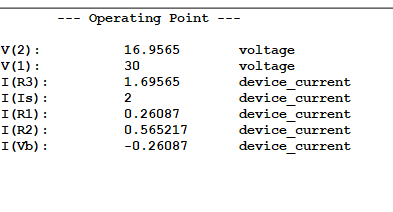 --- Operating Point ---
V(2): 16.9565 voltage
V(1): 30 voltage
I(R3): 1.69565 device_current
I(Is): 2 device_current
I(R1): 0.26087 device_current
I(R2): 0.565217 device_current
I(Vb): -0.26087 device_current